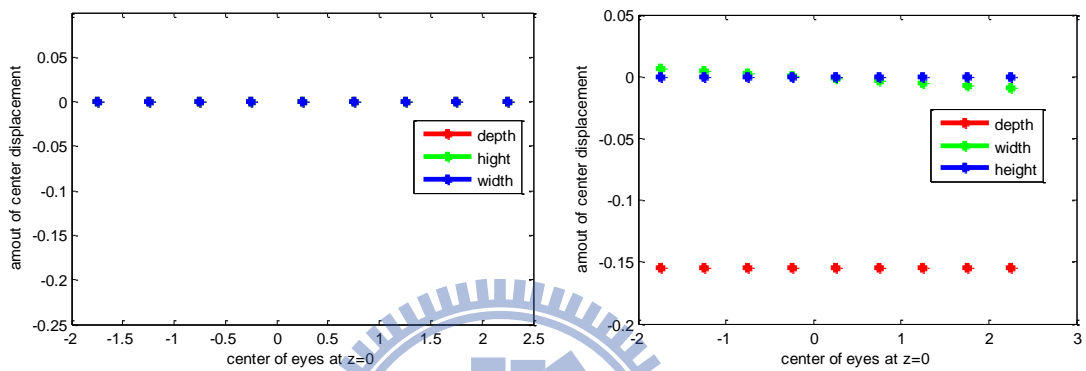 0.05
0
-0.05
-0.1
-0.15
-0.2
-0.25
-2 -1.5 -1 -0.5 0 0.5 1 1.5 2 2.5
amout of center displacement
center of eyes at z=0
depth
hight
width
0.05
0
-0.05
-0.1
-0.15
-0.2
-2 -1 0 1 2 3
amout of center displacement
center of eyes at z=0
depth
width
height